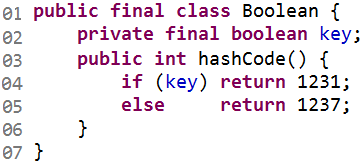 01 public final class Boolean {
02     private final boolean key;
03     public int hashCode() {
04         if (key) return 1231;
05         else     return 1237;
06     }
07 }